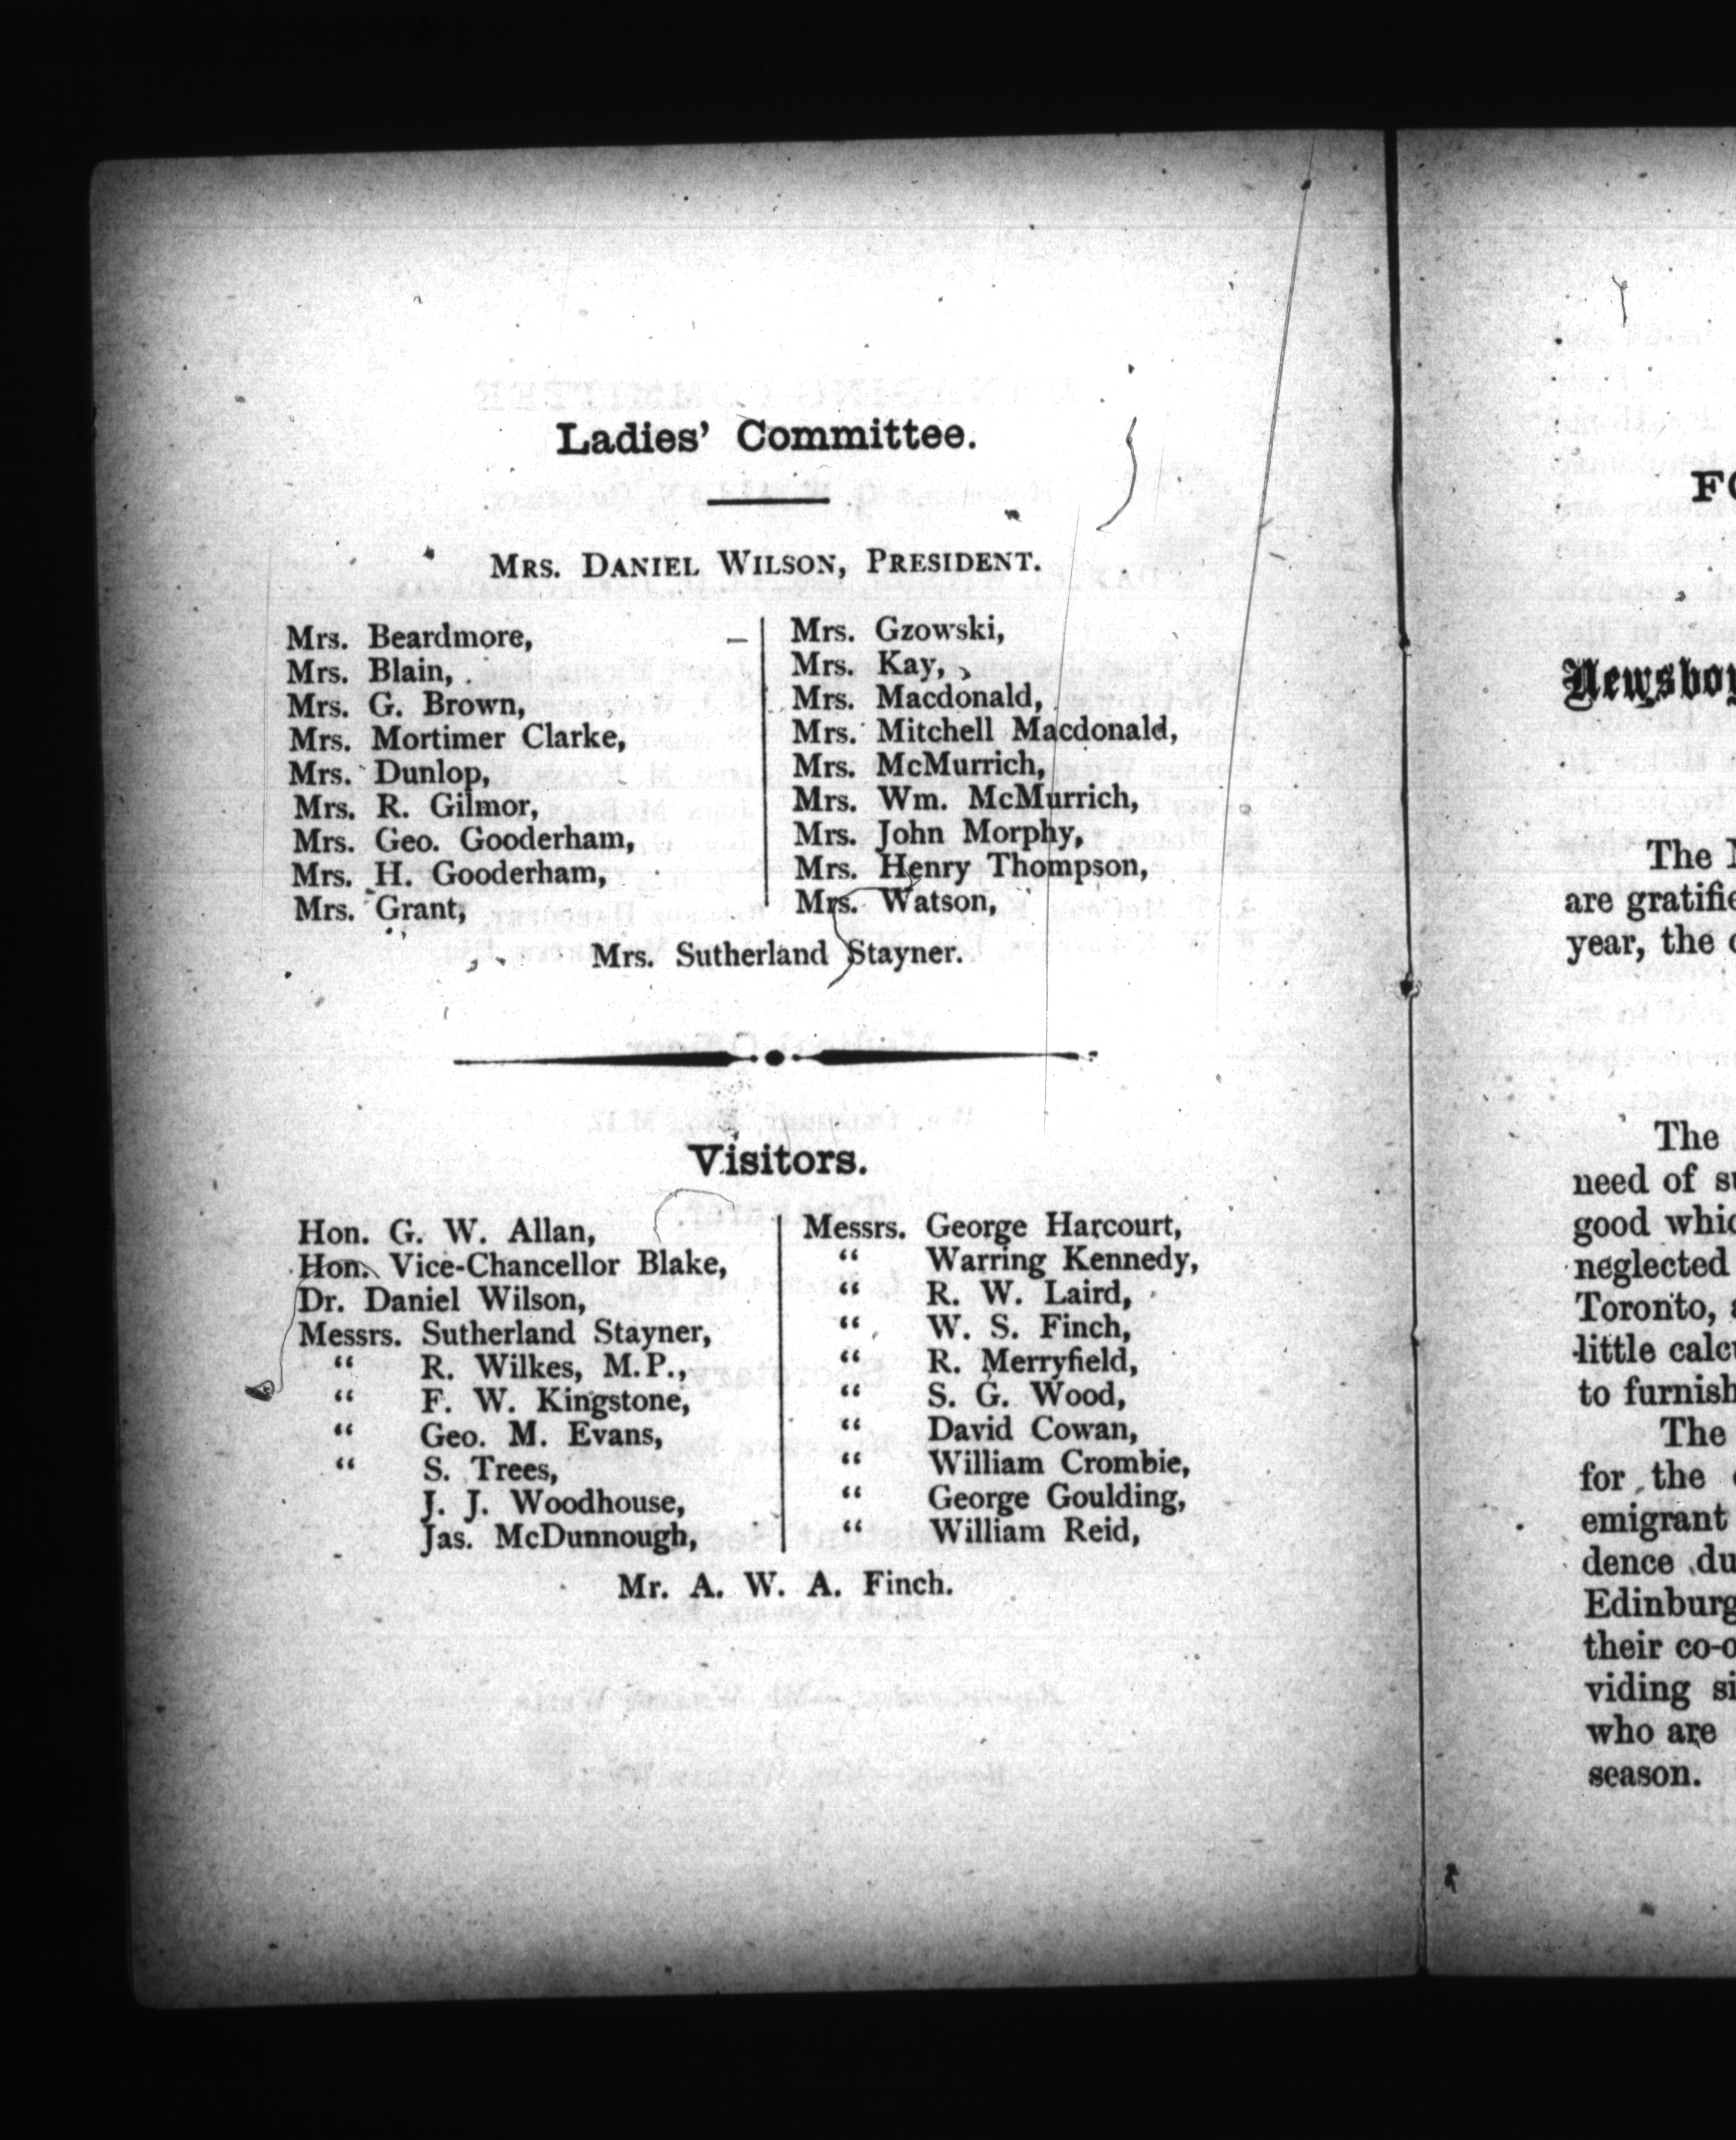 Ladies' Committee.
MRS. DANIEL WILSON, PRESIDENT.
Mrs. Beardmore,
Mrs. Blain,
Mrs. G. Brown,
Mrs. Mortimer Clarke,
Mrs. Dunlop,
Mrs. R. Gilmor,
Mrs. Geo. Gooderham,
Mrs. H. Gooderham,
Mrs. Grant,
Mrs. Gzowski,
Mrs. Kay,
Mrs. Macdonald,
Mrs. Mitchell Macdonald,
Mrs. McMurrich,
Mrs. Wm. McMurrich,
Mrs. John Morphy,
Mrs. Henry Thompson,
Mrs. Watson,
Mrs. Sutherland Stayner.
Visitors.
Hon. G. W. Allan,
Hon. Vice-Chancellor Blake,
Dr. Daniel Wilson,
Messrs. Sutherland Stayner,
“ R. Wilkes, M.P.,
“ F. W. Kingstone,
“ Geo. M. Evans,
“ S. Trees,
J. J. Woodhouse,
Jas. McDunnough,
Messrs. George Harcourt,
“ Warring Kennedy,
“ R. W. Laird,
“ W. S. Finch,
“ R. Merryfield,
“ S. G. Wood,
“ David Cowan,
“ William Crombie,
“ George Goulding,
“ William Reid,
Mr. A. W. A. Finch.
FO
Newsboy
The
are gratifie
year, the
The
need of su
good whic
neglected
Toronto,
little calcu
to furnish
The
for the
emigrant
dence du
Edinburg
their co-o
viding si
who are
season.